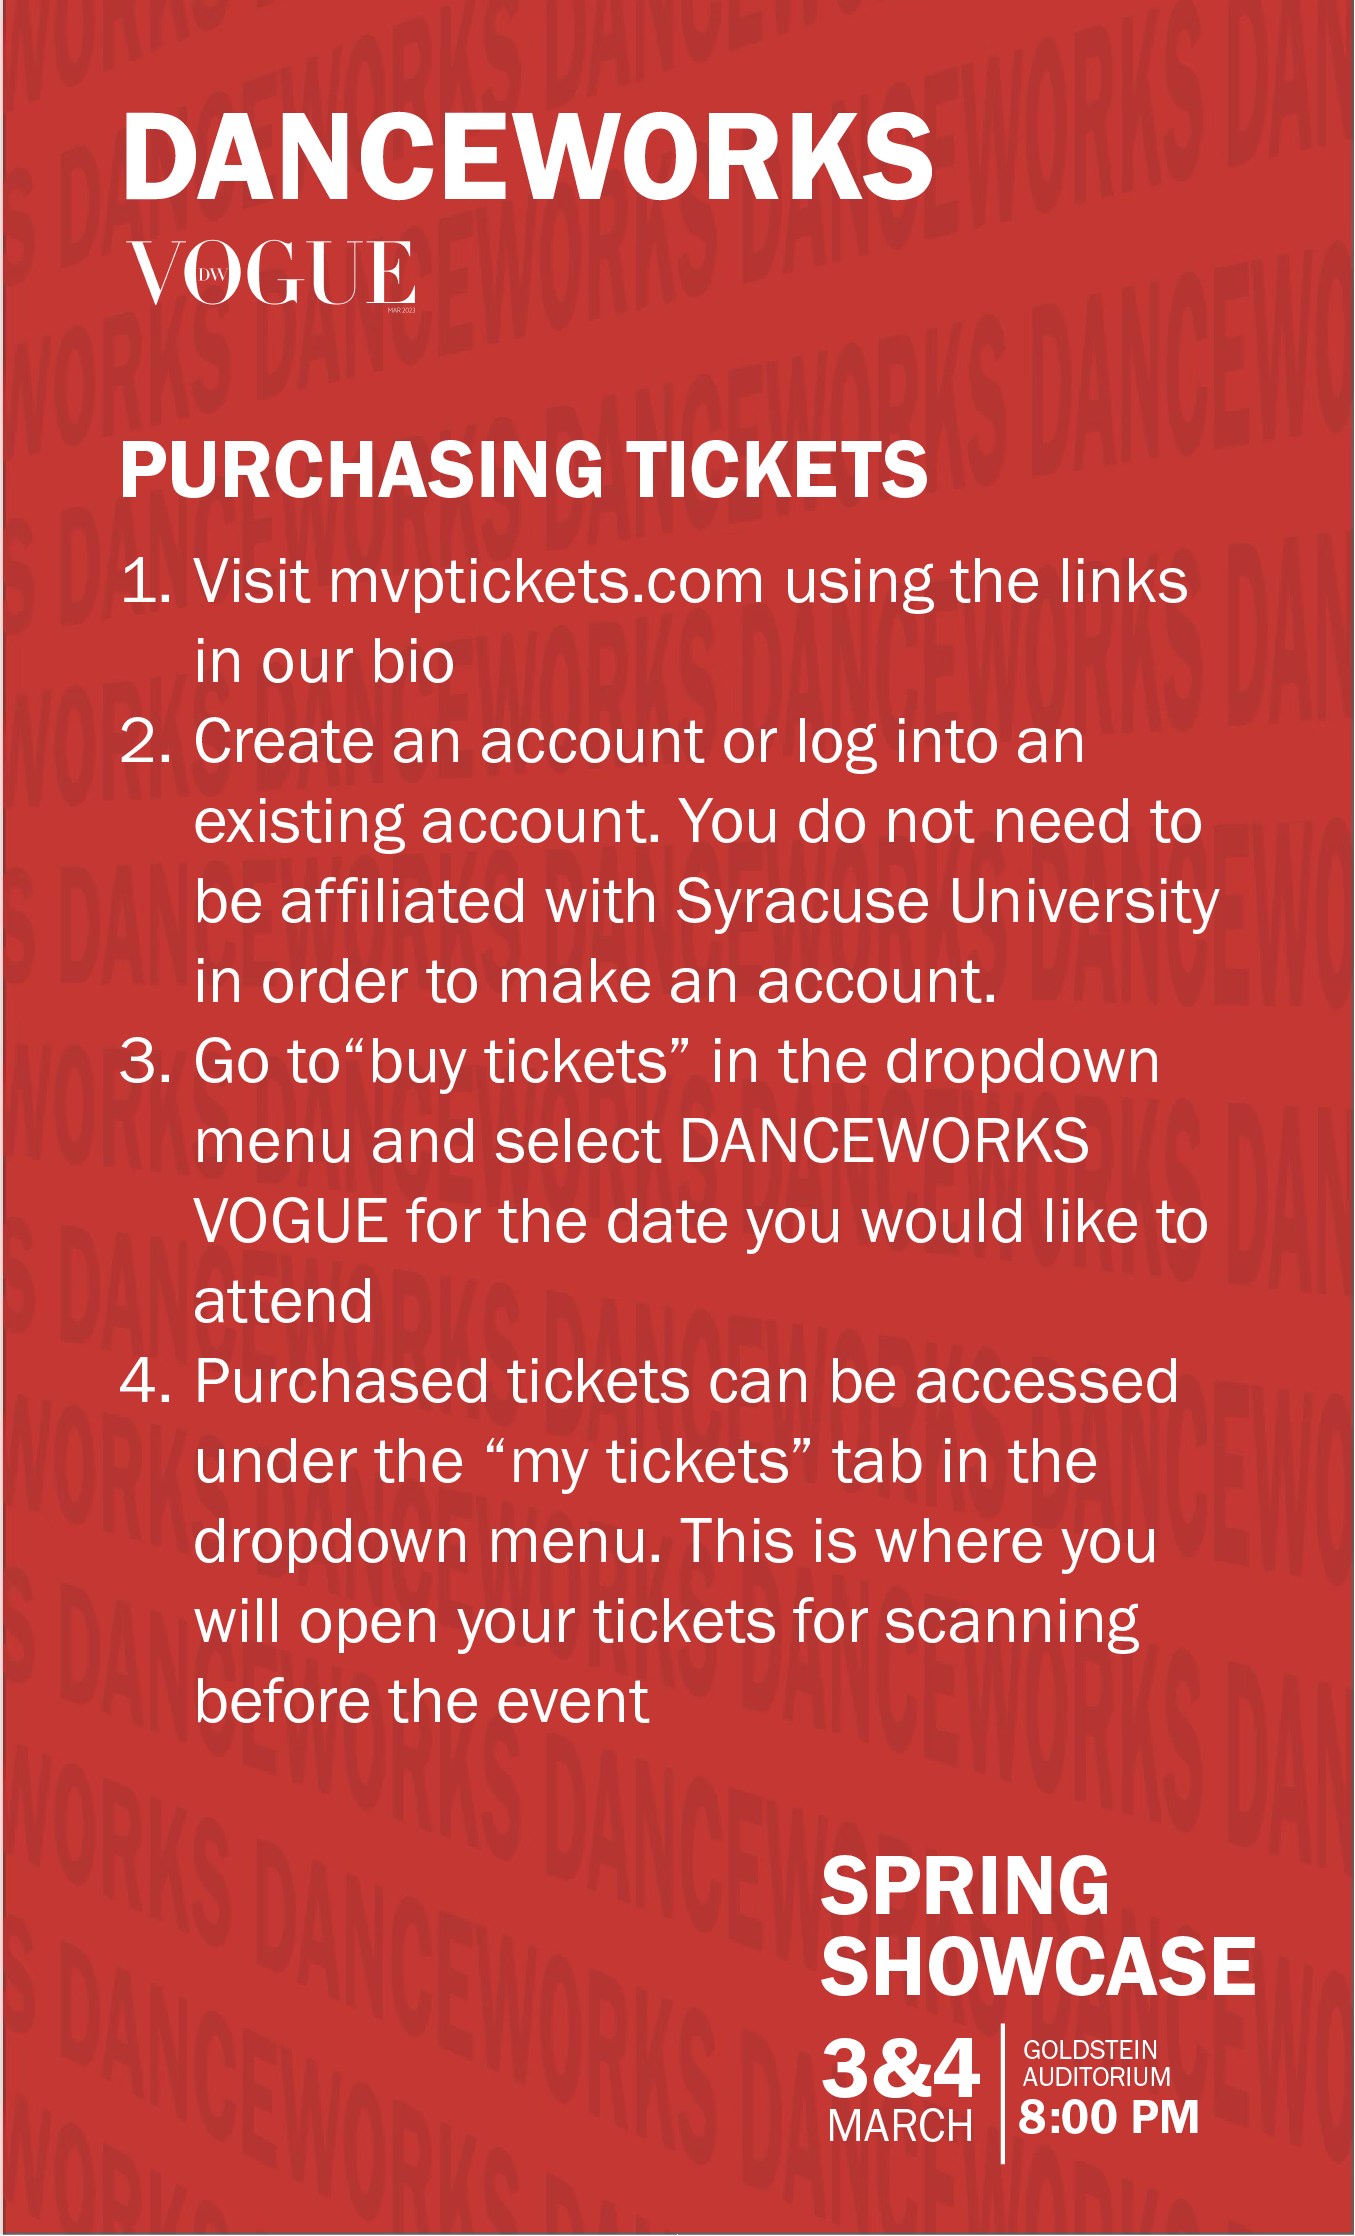 DANCEWORKS
VOGUE
DW
MAR 2023
PURCHASING TICKETS
1. Visit mvptickets.com using the links
in our bio
2. Create an account or log into an
existing account. You do not need to
be affiliated with Syracuse University
in order to make an account.
3. Go to“buy tickets” in the dropdown
menu and select DANCEWORKS
VOGUE for the date you would like to
attend
4. Purchased tickets can be accessed
under the “my tickets” tab in the
dropdown menu. This is where you
will open your tickets for scanning
before the event
SPRING
SHOWCASE
3&4
MARCH
GOLDSTEIN
AUDITORIUM
8:00 PM